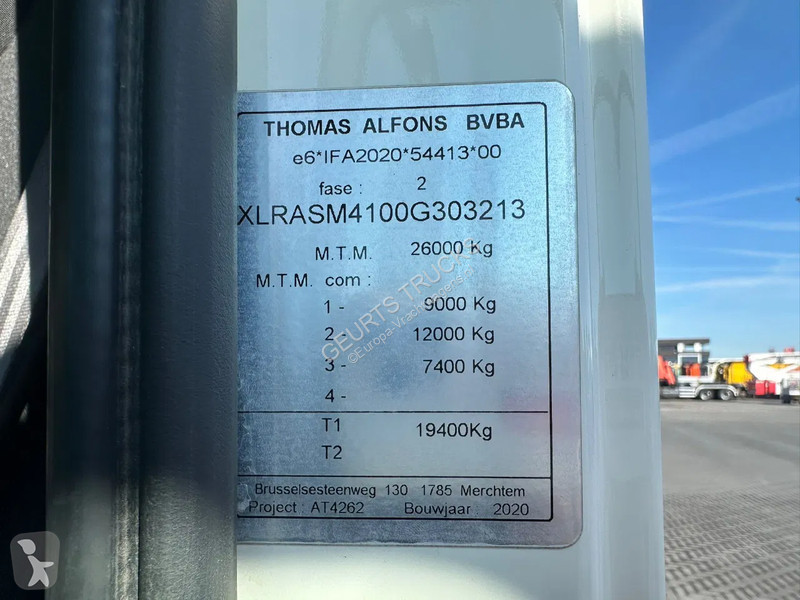 THOMAS ALFONS BVBA
e6*IFA2020*54413*00
fase : 2
XLRASM4100G303213
M.T.M. 26000 Kg
M.T.M. com :
1 - 9000 Kg
2 - 12000 Kg
3 - 7400 Kg
4 -
T1 19400Kg
T2
Brusselsesteenweg 130 1785 Merchtem
Project : AT4262 Bouwjaar 2020
GEURTS TRUCKS